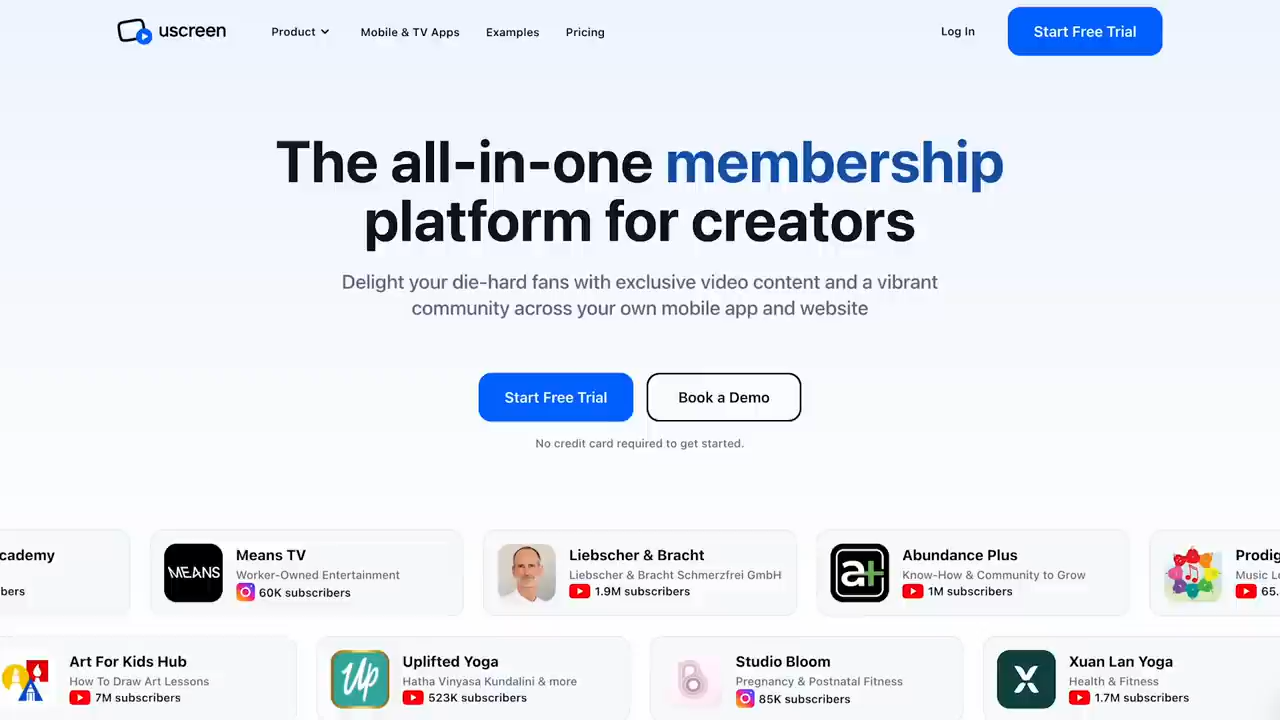 uscreen Product Mobile & TV Apps Examples Pricing Log In Start Free Trial
The all-in-one membership
platform for creators
Delight your die-hard fans with exclusive video content and a vibrant
community across your own mobile app and website
Start Free Trial Book a Demo
No credit card required to get started.
cademy
bers
MEANS
Means TV
Worker-Owned Entertainment
60K subscribers
Liebscher & Bracht
Liebscher & Bracht Schmerzfrei GmbH
1.9M subscribers
a+
Abundance Plus
Know-How & Community to Grow
1M subscribers
Prodig
Music L
65.
Art For Kids Hub
How To Draw Art Lessons
7M subscribers
Up
Uplifted Yoga
Hatha Vinyasa Kundalini & more
523K subscribers
Studio Bloom
Pregnancy & Postnatal Fitness
85K subscribers
X
Xuan Lan Yoga
Health & Fitness
1.7M subscribers